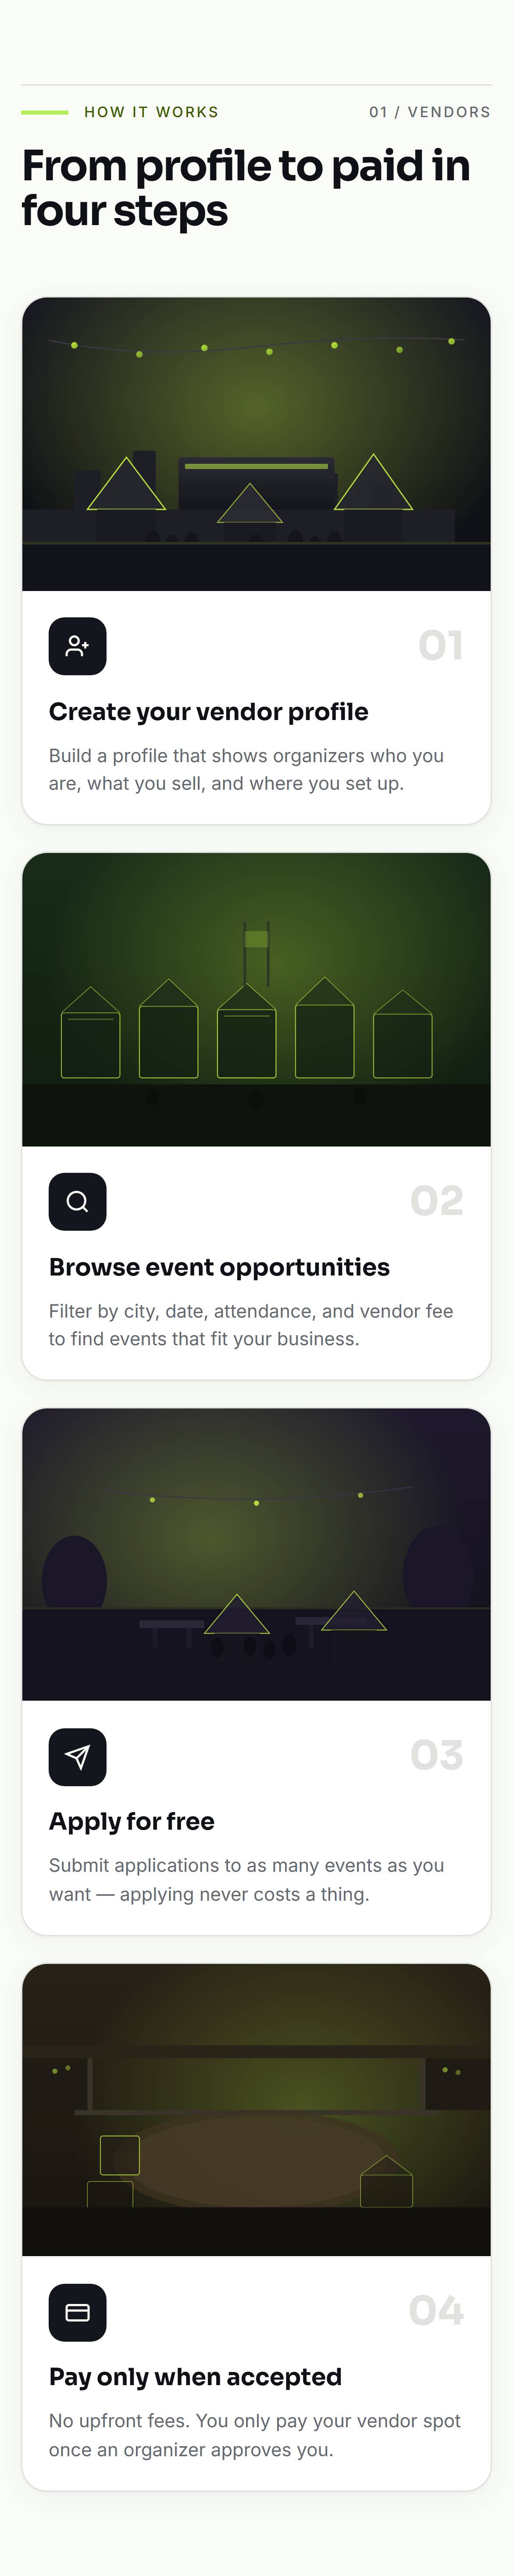 HOW IT WORKS
01 / VENDORS
From profile to paid in
four steps
01
Create your vendor profile
Build a profile that shows organizers who you
are, what you sell, and where you set up.
02
Browse event opportunities
Filter by city, date, attendance, and vendor fee
to find events that fit your business.
03
Apply for free
Submit applications to as many events as you
want — applying never costs a thing.
04
Pay only when accepted
No upfront fees. You only pay your vendor spot
once an organizer approves you.